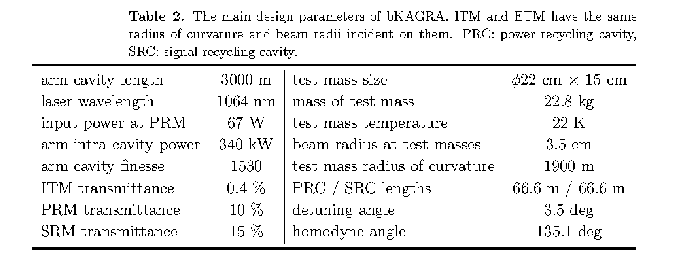 Table 2. The main design parameters of bKAGRA. ITM and ETM have the same
radius of curvature and beam radii incident on them. PRC: power recycling cavity,
SRC: signal recycling cavity.
arm cavity length 3000 m test mass size ϕ22 cm × 15 cm
laser wavelength 1064 nm mass of test mass 22.8 kg
input power at PRM 67 W test mass temperature 22 K
arm intra cavity power 340 kW beam radius at test masses 3.5 cm
arm cavity finesse 1530 test mass radius of curvature 1900 m
ITM transmittance 0.4 % PRC / SRC lengths 66.6 m / 66.6 m
PRM transmittance 10 % detuning angle 3.5 deg
SRM transmittance 15 % homodyne angle 135.1 deg